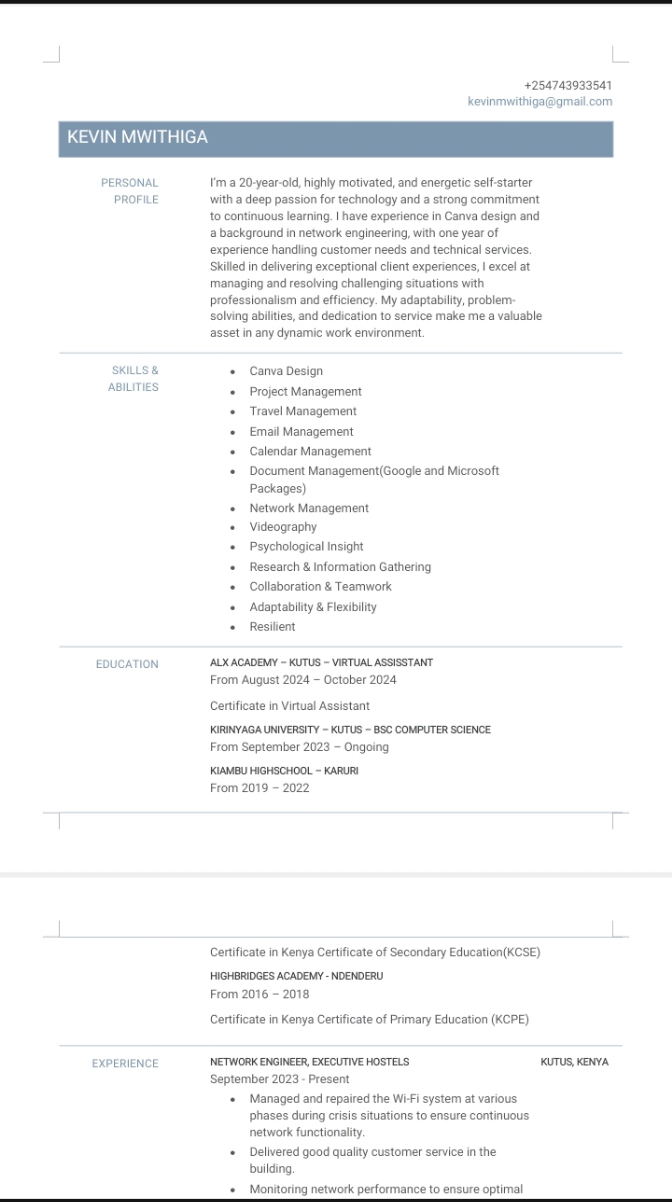 +254743933541
kevinmwithiga@gmail.com
KEVIN MWITHIGA
PERSONAL
PROFILE
I'm a 20-year-old, highly motivated, and energetic self-starter
with a deep passion for technology and a strong commitment
to continuous learning. I have experience in Canva design and
a background in network engineering, with one year of
experience handling customer needs and technical services.
Skilled in delivering exceptional client experiences, I excel at
managing and resolving challenging situations with
professionalism and efficiency. My adaptability, problem-
solving abilities, and dedication to service make me a valuable
asset in any dynamic work environment.
SKILLS &
ABILITIES
• Canva Design
• Project Management
• Travel Management
• Email Management
• Calendar Management
• Document Management(Google and Microsoft
Packages)
• Network Management
• Videography
• Psychological Insight
• Research & Information Gathering
• Collaboration & Teamwork
• Adaptability & Flexibility
• Resilient
EDUCATION
ALX ACADEMY – KUTUS – VIRTUAL ASSISSTANT
From August 2024 – October 2024
Certificate in Virtual Assistant
KIRINYAGA UNIVERSITY – KUTUS – BSC COMPUTER SCIENCE
From September 2023 – Ongoing
KIAMBU HIGHSCHOOL – KARURI
From 2019 – 2022
Certificate in Kenya Certificate of Secondary Education(KCSE)
HIGHBRIDGES ACADEMY - NDENDERU
From 2016 – 2018
Certificate in Kenya Certificate of Primary Education (KCPE)
EXPERIENCE
NETWORK ENGINEER, EXECUTIVE HOSTELS KUTUS, KENYA
September 2023 - Present
• Managed and repaired the Wi-Fi system at various
phases during crisis situations to ensure continuous
network functionality.
• Delivered good quality customer service in the
building.
• Monitoring network performance to ensure optimal